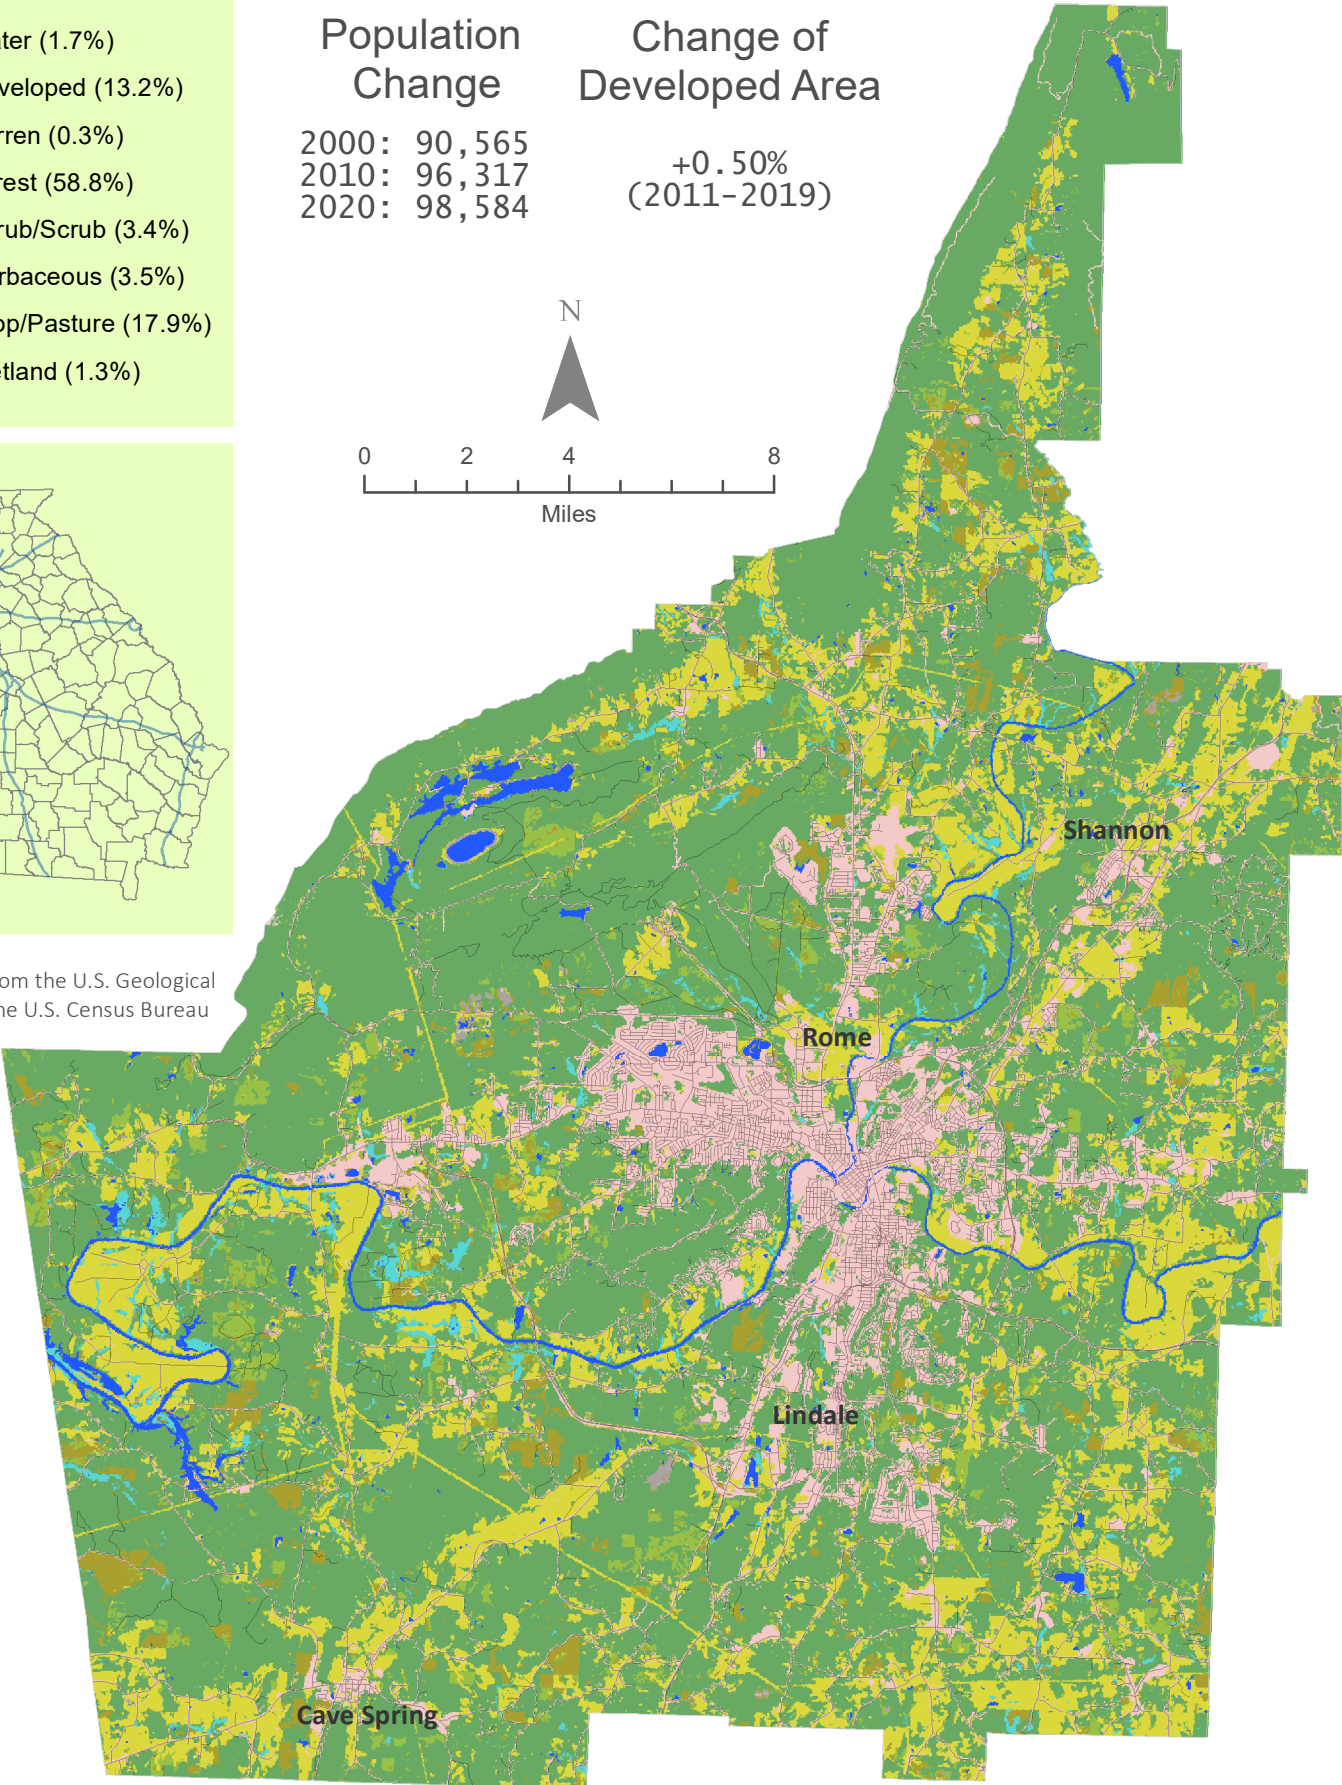 ter (1.7%)
veloped (13.2%)
rren (0.3%)
rest (58.8%)
rub/Scrub (3.4%)
rbaceous (3.5%)
op/Pasture (17.9%)
etland (1.3%)
Population
Change
2000: 90,565
2010: 96,317
2020: 98,584
Change of
Developed Area
+0.50%
(2011-2019)
N
0 2 4 8
Miles
om the U.S. Geological
he U.S. Census Bureau
Shannon
Rome
Lindale
Cave Spring